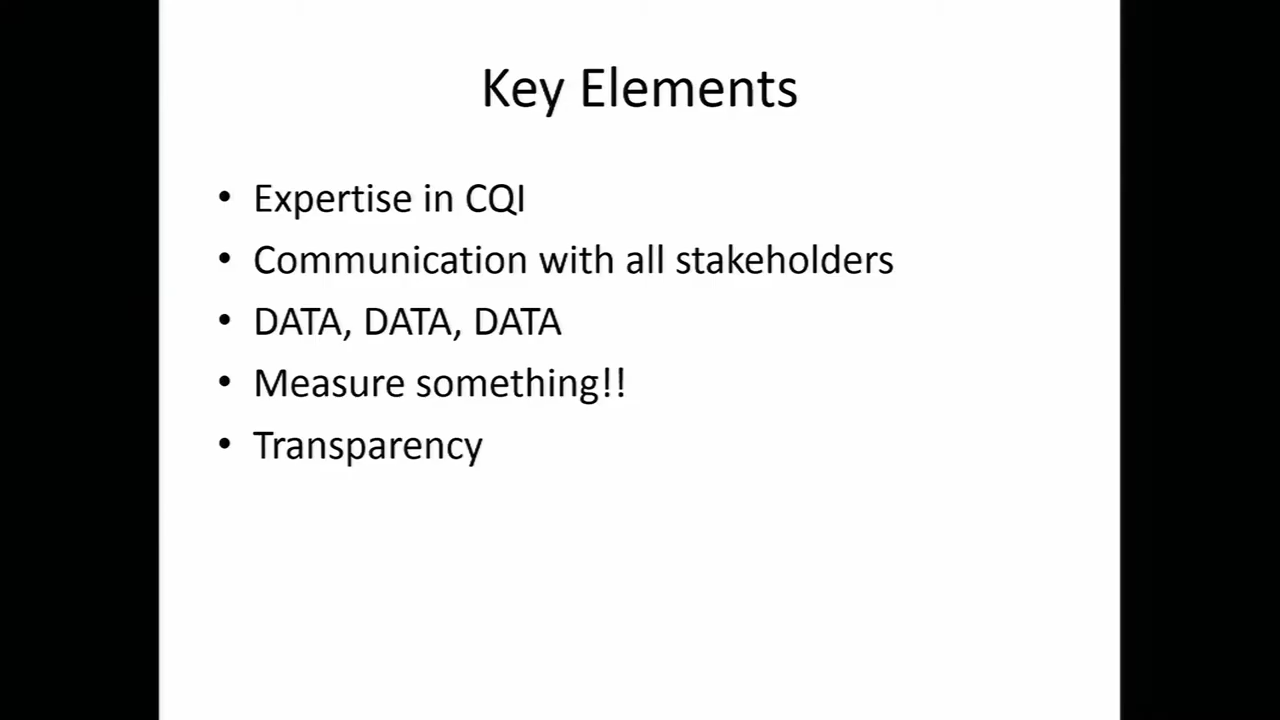 Key Elements
• Expertise in CQI
• Communication with all stakeholders
• DATA, DATA, DATA
• Measure something!!
• Transparency